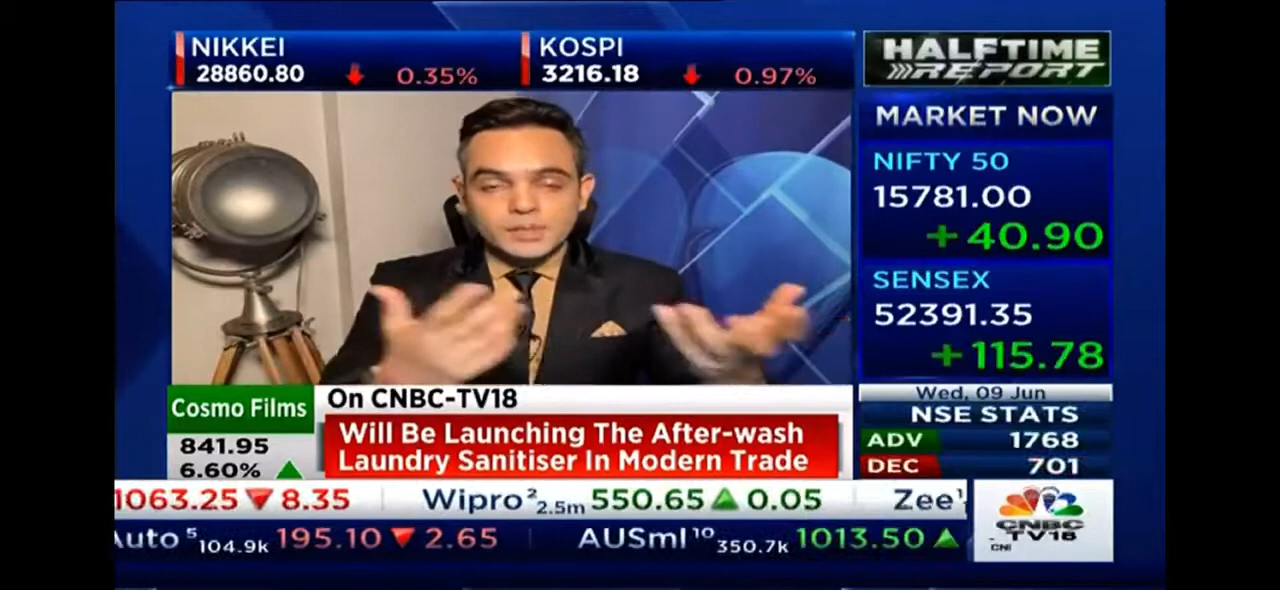 NIKKEI
28860.80 0.35%
KOSPI
3216.18 0.97%
HALFTIME
REPORT
MARKET NOW
NIFTY 50
15781.00
+40.90
SENSEX
52391.35
+115.78
Wed, 09 Jun
NSE STATS
ADV 1768
DEC 701
Cosmo Films
841.95
6.60%
On CNBC-TV18
Will Be Launching The After-wash
Laundry Sanitiser In Modern Trade
1063.25 ▼ 8.35 Wipro² 2.5m 550.65 ▲ 0.05 Zee¹
Auto ⁵ 104.9k 195.10 ▼ 2.65 AUSml¹⁰ 350.7k 1013.50 ▲
CNBC
TV18